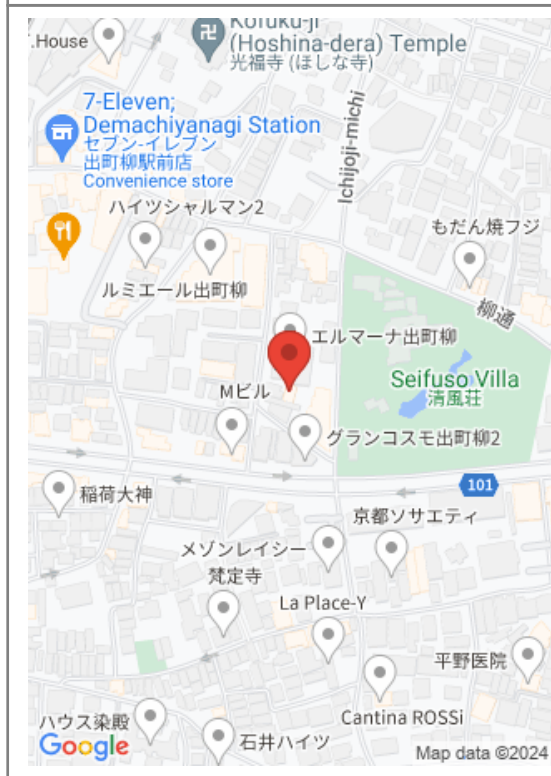 .House
Kofuku-ji
(Hoshina-dera) Temple
光福寺 (ほしな寺)
7-Eleven;
Demachiyanagi Station
セブン-イレブン
出町柳駅前店
Convenience store
Ichijoji-michi
ハイツシャルマン2
もだん焼フジ
ルミエール出町柳
柳通
エルマーナ出町柳
Seifuso Villa
清風荘
Mビル
グランコスモ出町柳2
101
稲荷大神
京都ソサエティ
メゾンレイシー
梵定寺
La Place-Y
平野医院
Cantina ROSSi
ハウス染殿
石井ハイツ
Google
Map data ©2024